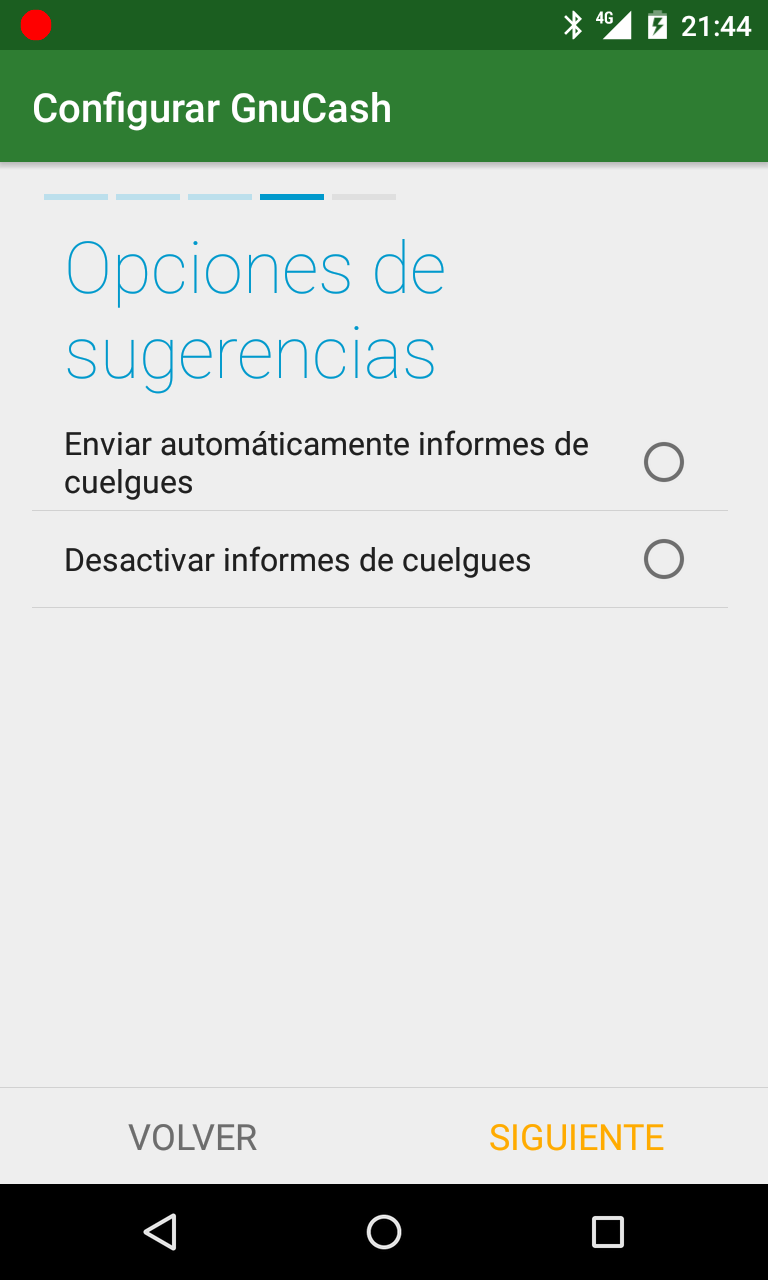 4G 21:44
Configurar GnuCash
Opciones de
sugerencias
Enviar automáticamente informes de
cuelgues
Desactivar informes de cuelgues
VOLVER SIGUIENTE